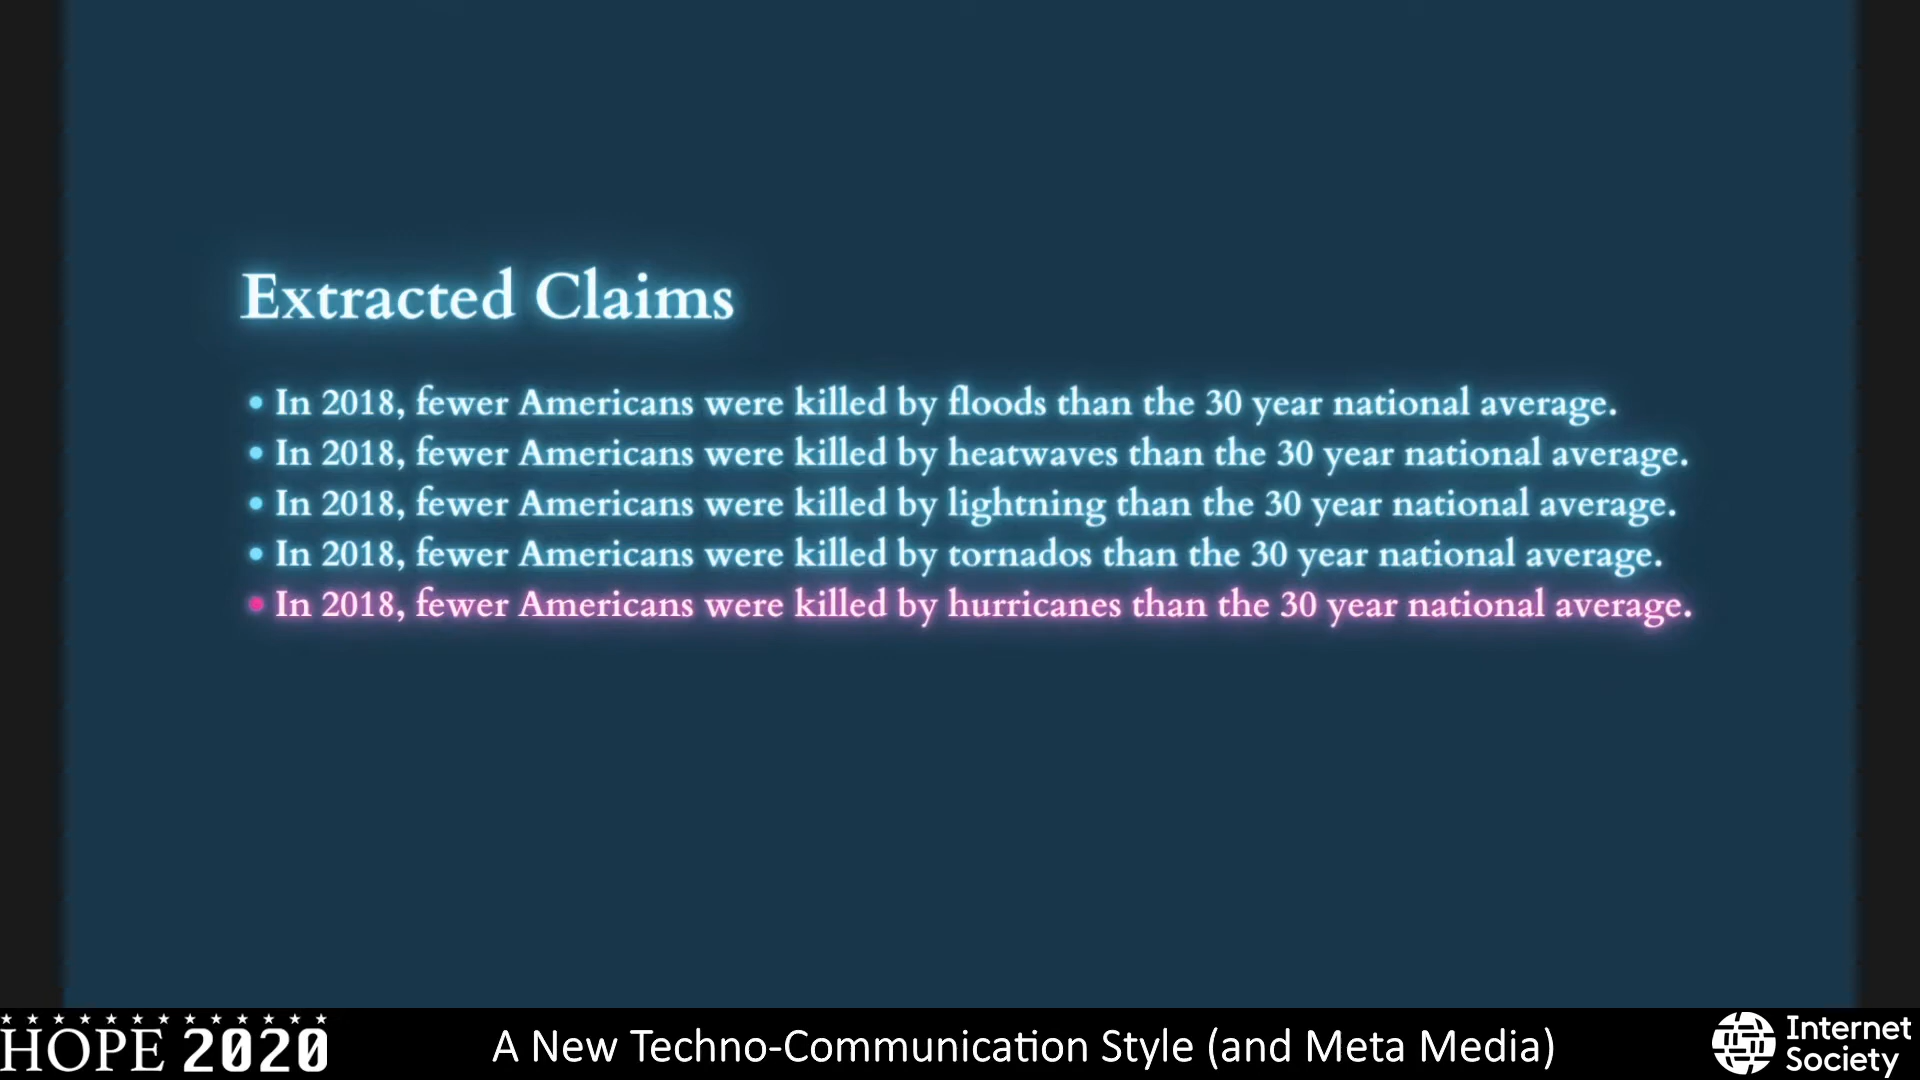 Extracted Claims
• In 2018, fewer Americans were killed by floods than the 30 year national average.
• In 2018, fewer Americans were killed by heatwaves than the 30 year national average.
• In 2018, fewer Americans were killed by lightning than the 30 year national average.
• In 2018, fewer Americans were killed by tornados than the 30 year national average.
• In 2018, fewer Americans were killed by hurricanes than the 30 year national average.
HOPE 2020
A New Techno-Communication Style (and Meta Media)
Internet
Society